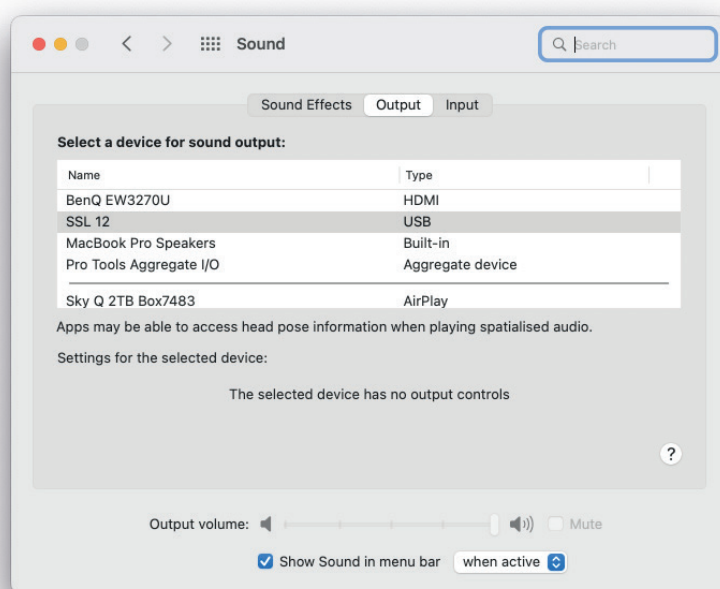 Sound
Search
Sound Effects Output Input
Select a device for sound output:
Name Type
BenQ EW3270U HDMI
SSL 12 USB
MacBook Pro Speakers Built-in
Pro Tools Aggregate I/O Aggregate device
Sky Q 2TB Box7483 AirPlay
Apps may be able to access head pose information when playing spatialised audio.
Settings for the selected device:
The selected device has no output controls
?
Output volume: Mute
Show Sound in menu bar when active